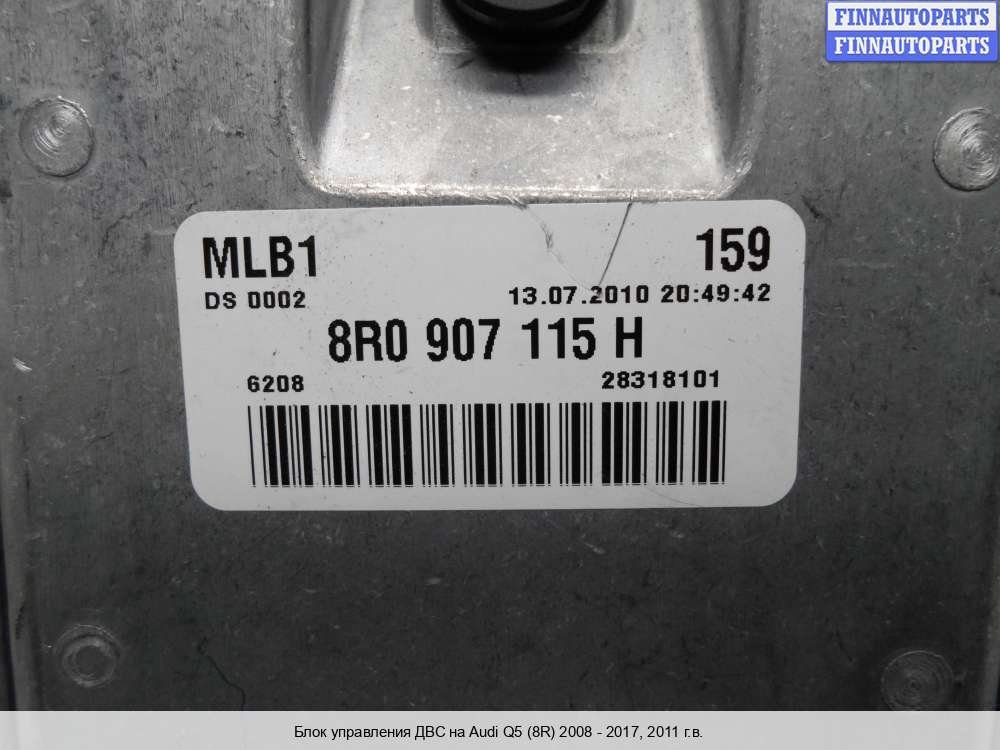 FINNAUTOPARTS
FINNAUTOPARTS
MLB1 159
DS 0002 13.07.2010 20:49:42
8R0 907 115 H
6208 28318101
Блок управления ДВС на Audi Q5 (8R) 2008 - 2017, 2011 г.в.